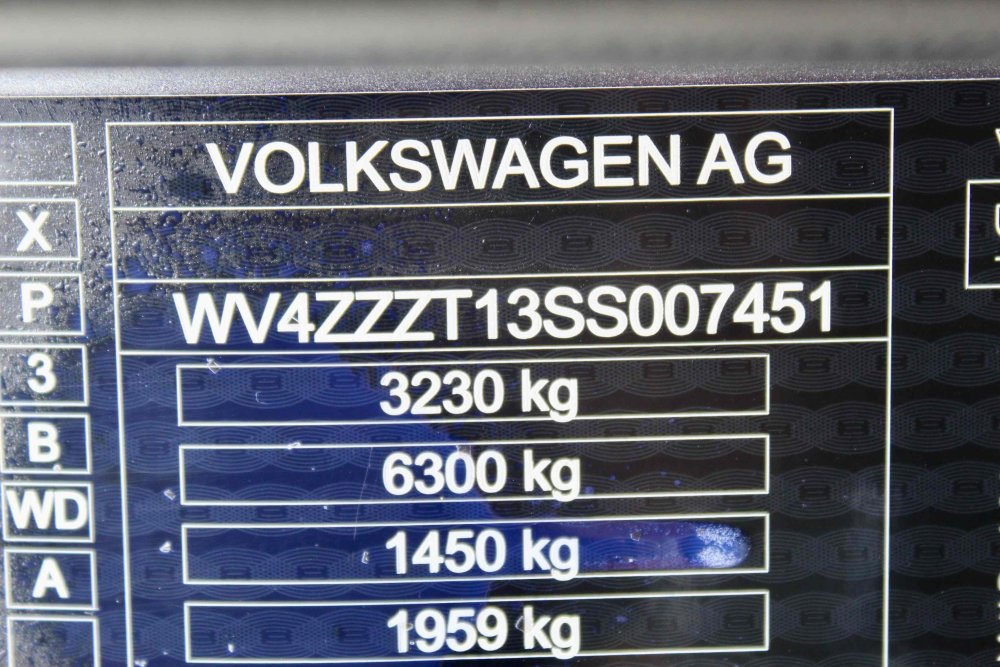 VOLKSWAGEN AG
X
WV4ZZZT13SS007451
P
3
3230 kg
B
6300 kg
WD
1450 kg
A
1959 kg